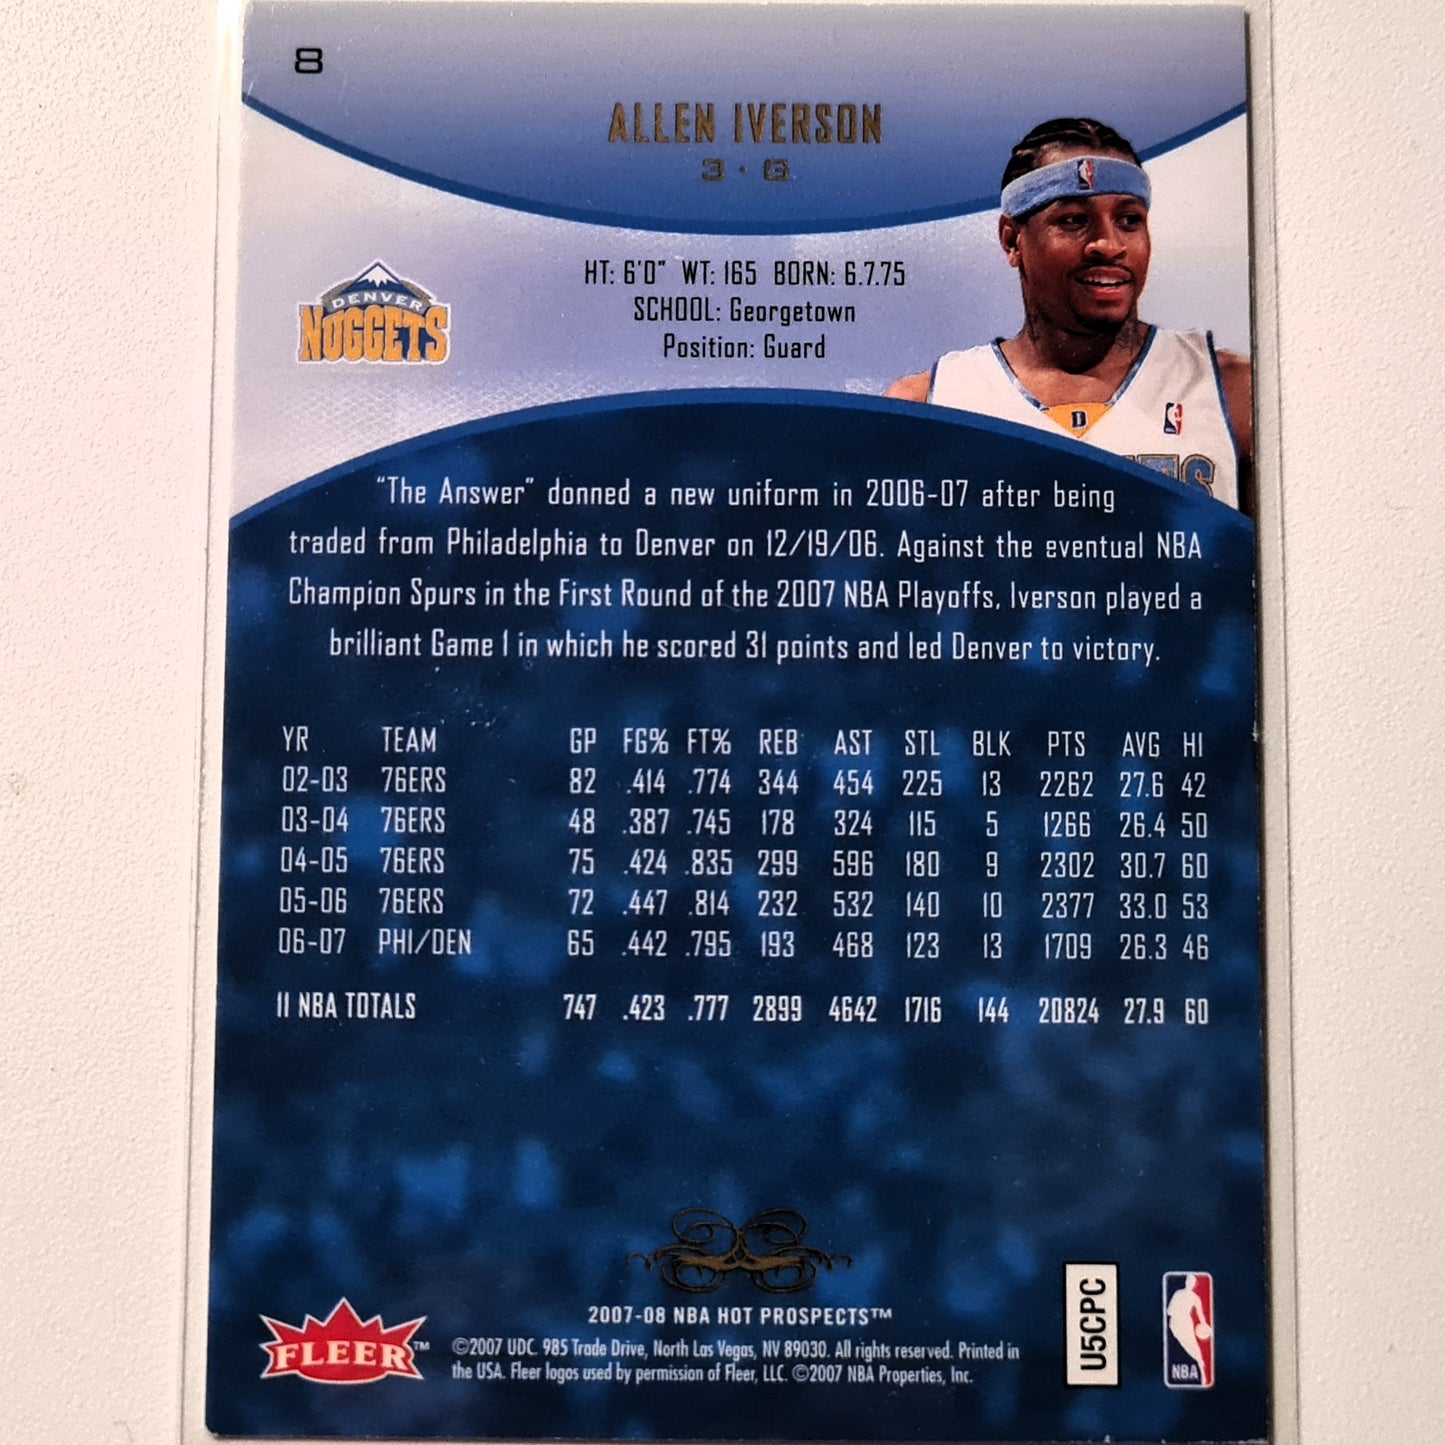 8
ALLEN IVERSON
3 · G
DENVER
NUGGETS
HT: 6'0" WT: 165 BORN: 6.7.75
SCHOOL: Georgetown
Position: Guard
D
"The Answer" donned a new uniform in 2006-07 after being
traded from Philadelphia to Denver on 12/19/06. Against the eventual NBA
Champion Spurs in the First Round of the 2007 NBA Playoffs, Iverson played a
brilliant Game 1 in which he scored 31 points and led Denver to victory.
YR TEAM GP FG% FT% REB AST STL BLK PTS AVG HI
02-03 76ERS 82 .414 .774 344 454 225 13 2262 27.6 42
03-04 76ERS 48 .387 .745 178 324 115 5 1266 26.4 50
04-05 76ERS 75 .424 .835 299 596 180 9 2302 30.7 60
05-06 76ERS 72 .447 .814 232 532 140 10 2377 33.0 53
06-07 PHI/DEN 65 .442 .795 193 468 123 13 1709 26.3 46
11 NBA TOTALS 747 .423 .777 2899 4642 1716 144 20824 27.9 60
2007-08 NBA HOT PROSPECTS™
FLEER™
©2007 UDC. 985 Trade Drive, North Las Vegas, NV 89030. All rights reserved. Printed in
the USA. Fleer logos used by permission of Fleer, LLC. ©2007 NBA Properties, Inc.
U5CPC
NBA